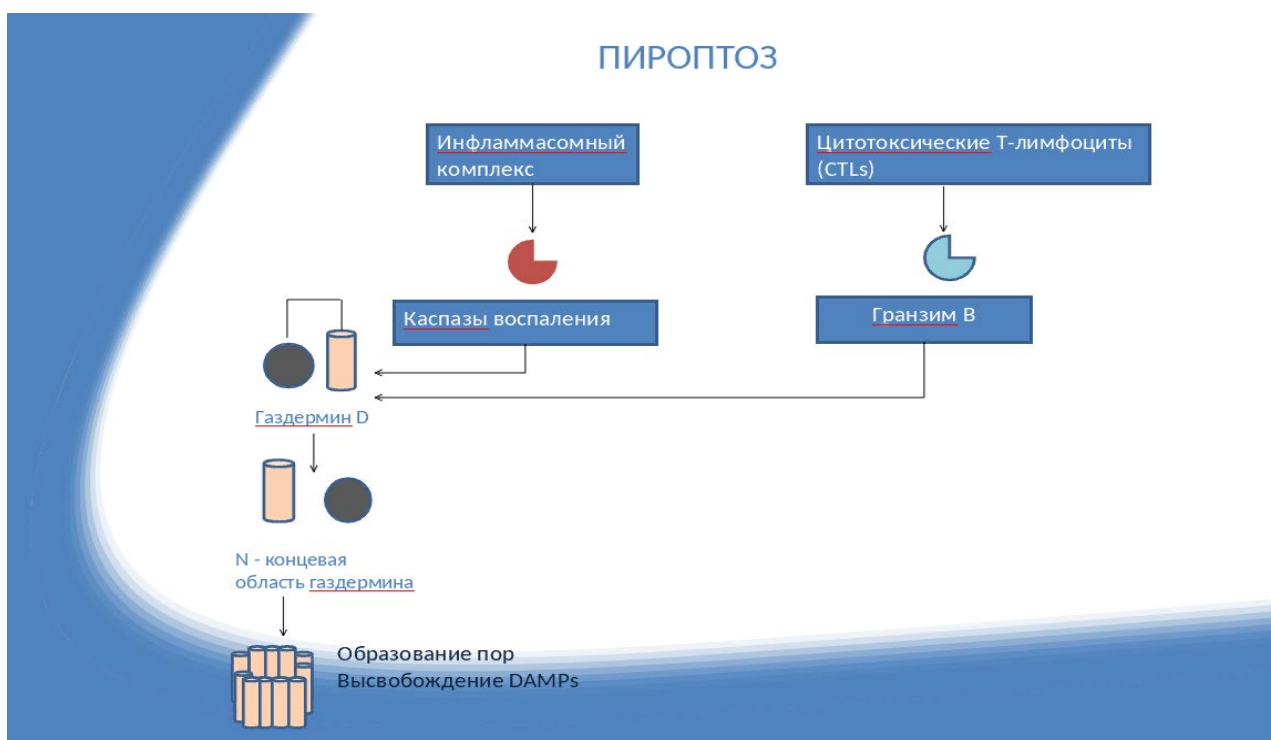 ПИРОПТОЗ
Инфламмасомный
комплекс
Цитотоксические Т-лимфоциты
(CTLs)
Каспазы воспаления
Гранзим В
Газдермин D
N - концевая
область газдермина
Образование пор
Высвобождение DAMPs